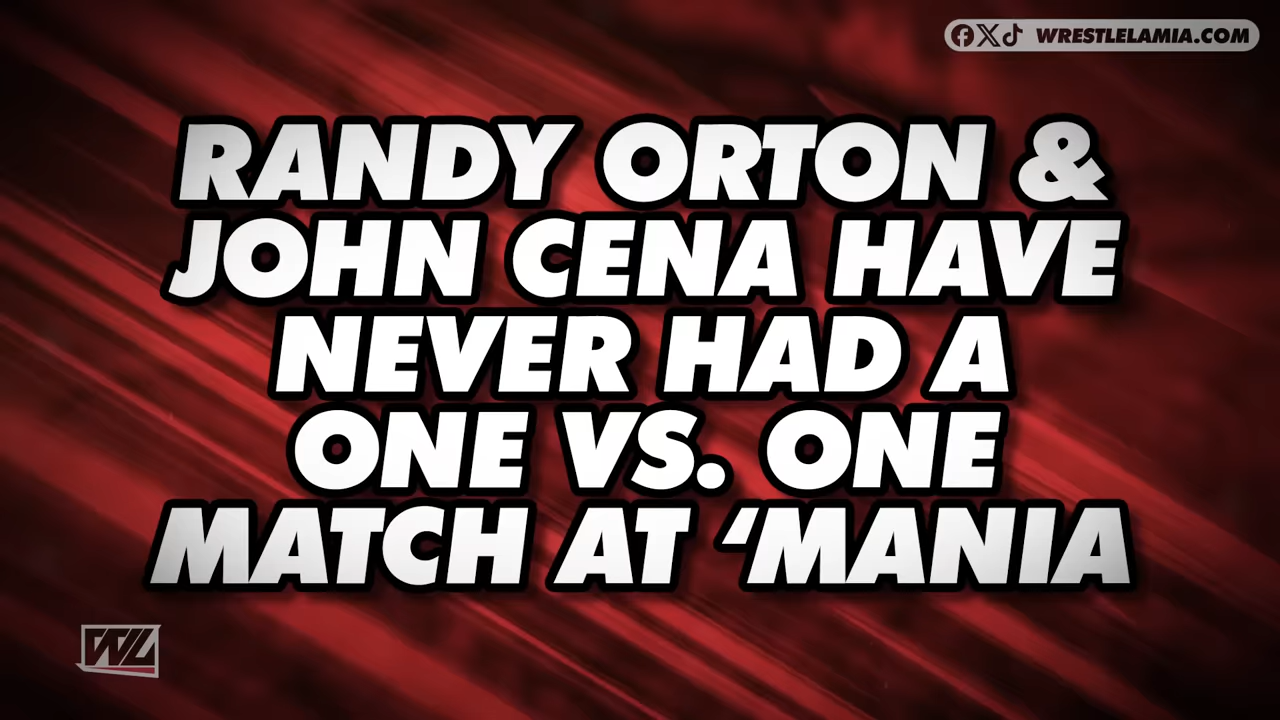 WRESTLELAMIA.COM
RANDY ORTON &
JOHN CENA HAVE
NEVER HAD A
ONE VS. ONE
MATCH AT ‘MANIA
WL